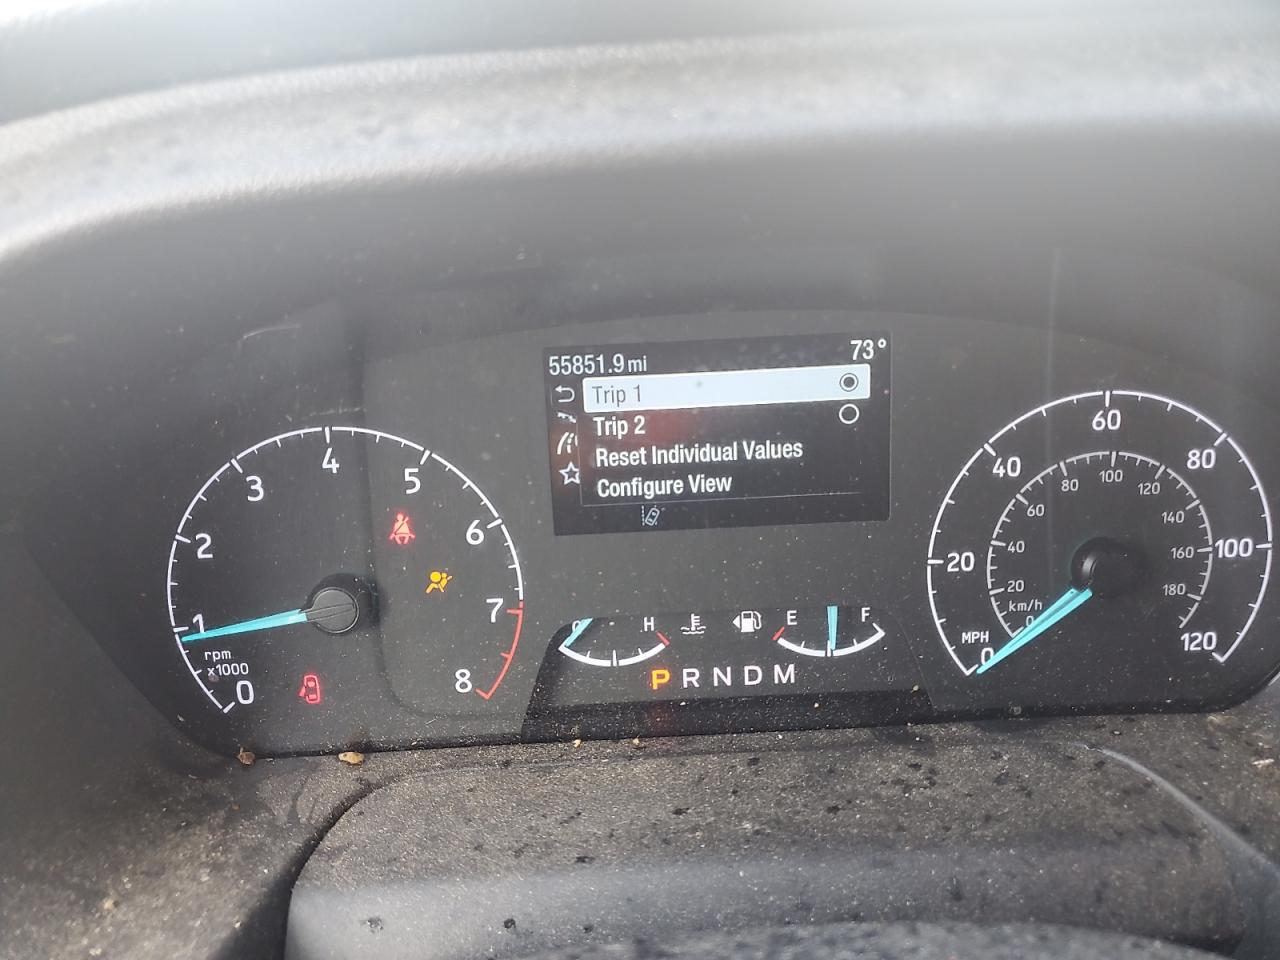 55851.9 mi 73°
Trip 1
Trip 2
Reset Individual Values
Configure View
0 1 2 3 4 5 6 7 8
rpm
x1000
H E F
P R N D M
0 20 40 60 80 100 120
MPH
0 20 40 60 80 100 120 140 160 180
km/h